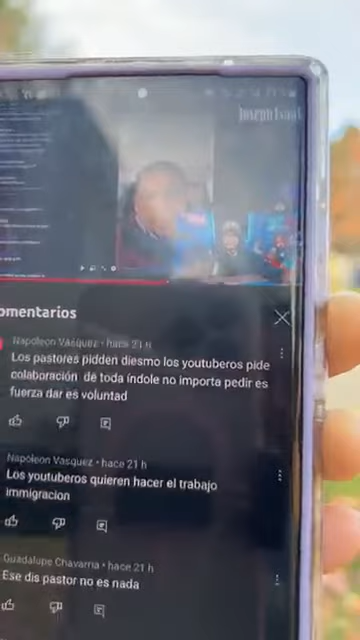 omentarios
Napoleon Vasquez • hace 21 h
Los pastores pidden diesmo los youtuberos pide
colaboración de toda índole no importa pedir es
fuerza dar es voluntad
Napoleon Vasquez • hace 21 h
Los youtuberos quieren hacer el trabajo
immigracion
Guadalupe Chavarria • hace 21 h
Ese dis pastor no es nada